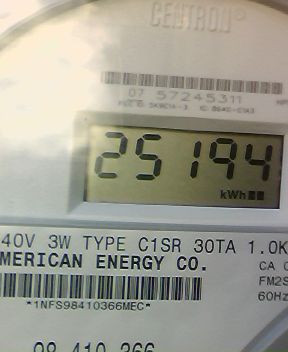 CENTRON®
07 57245311
25194
kWh
40V 3W TYPE C1SR 30TA 1.0K
MERICAN ENERGY CO.
CA 0
FM2S
60Hz
*1NFS98410366MEC*
98 410 366